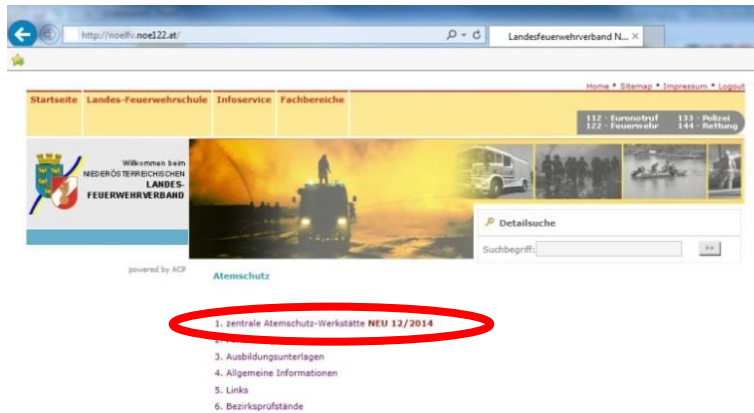 http://noelfv.noe122.at/
Landesfeuerwehrverband N...
Home * Sitemap * Impressum * Logout
Startseite Landes-Feuerwehrschule Infoservice Fachbereiche
112 - Euronotruf 133 - Polizei
122 - Feuerwehr 144 - Rettung
Willkommen beim
NIEDERÖSTERREICHISCHEN
LANDES-
FEUERWEHRVERBAND
Detailsuche
Suchbegriff:
>>
powered by ACP
Atemschutz
1. zentrale Atemschutz-Werkstätte NEU 12/2014
3. Ausbildungsunterlagen
4. Allgemeine Informationen
5. Links
6. Bezirksprüfstände